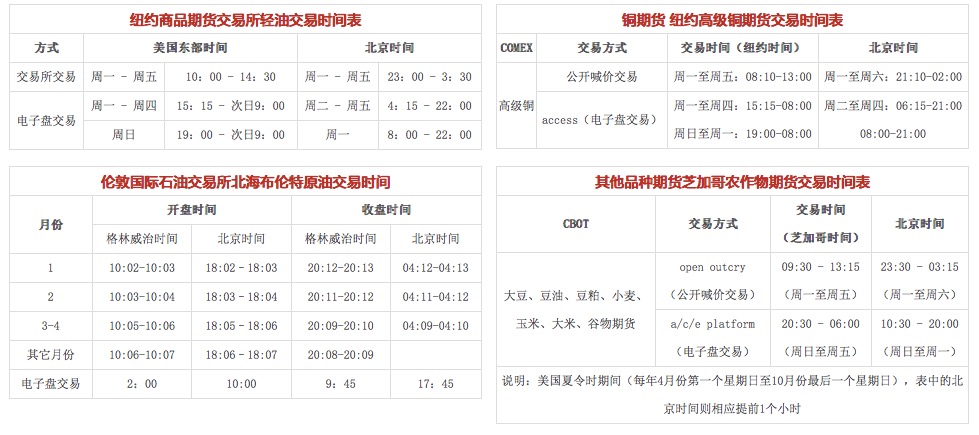 纽约商品期货交易所轻油交易时间表
方式 美国东部时间 北京时间
交易所交易 周一 - 周五 10: 00 - 14: 30 周一 - 周五 23: 00 - 3: 30
电子盘交易 周一 - 周四 15: 15 - 次日9: 00 周二 - 周五 4: 15 - 22: 00
周日 19: 00 - 次日9: 00 周一 8: 00 - 22: 00
铜期货 纽约高级铜期货交易时间表
COMEX 交易方式 交易时间（纽约时间） 北京时间
高级铜 公开喊价交易 周一至周五: 08:10-13:00 周一至周六: 21:10-02:00
access（电子盘交易） 周一至周四: 15:15-08:00 周二至周四: 06:15-21:00
周日至周一: 19:00-08:00 08:00-21:00
伦敦国际石油交易所北海布伦特原油交易时间
月份 开盘时间 收盘时间
格林威治时间 北京时间 格林威治时间 北京时间
1 10:02-10:03 18:02 - 18:03 20:12-20:13 04:12-04:13
2 10:03-10:04 18:03 - 18:04 20:11-20:12 04:11-04:12
3-4 10:05-10:06 18:05 - 18:06 20:09-20:10 04:09-04:10
其它月份 10:06-10:07 18:06 - 18:07 20:08-20:09
电子盘交易 2: 00 10:00 9: 45 17: 45
其他品种期货芝加哥农作物期货交易时间表
CBOT 交易方式 交易时间 北京时间
（芝加哥时间）
大豆、豆油、豆粕、小麦、 open outcry 09:30 - 13:15 23:30 - 03:15
（公开喊价交易） （周一至周五） （周一至周六）
玉米、大米、谷物期货 a/c/e platform 20:30 - 06:00 10:30 - 20:00
（电子盘交易） （周日至周五） （周日至周一）
说明: 美国夏令时期间（每年4月份第一个星期日至10月份最后一个星期日），表中的北
京时间则相应提前1个小时